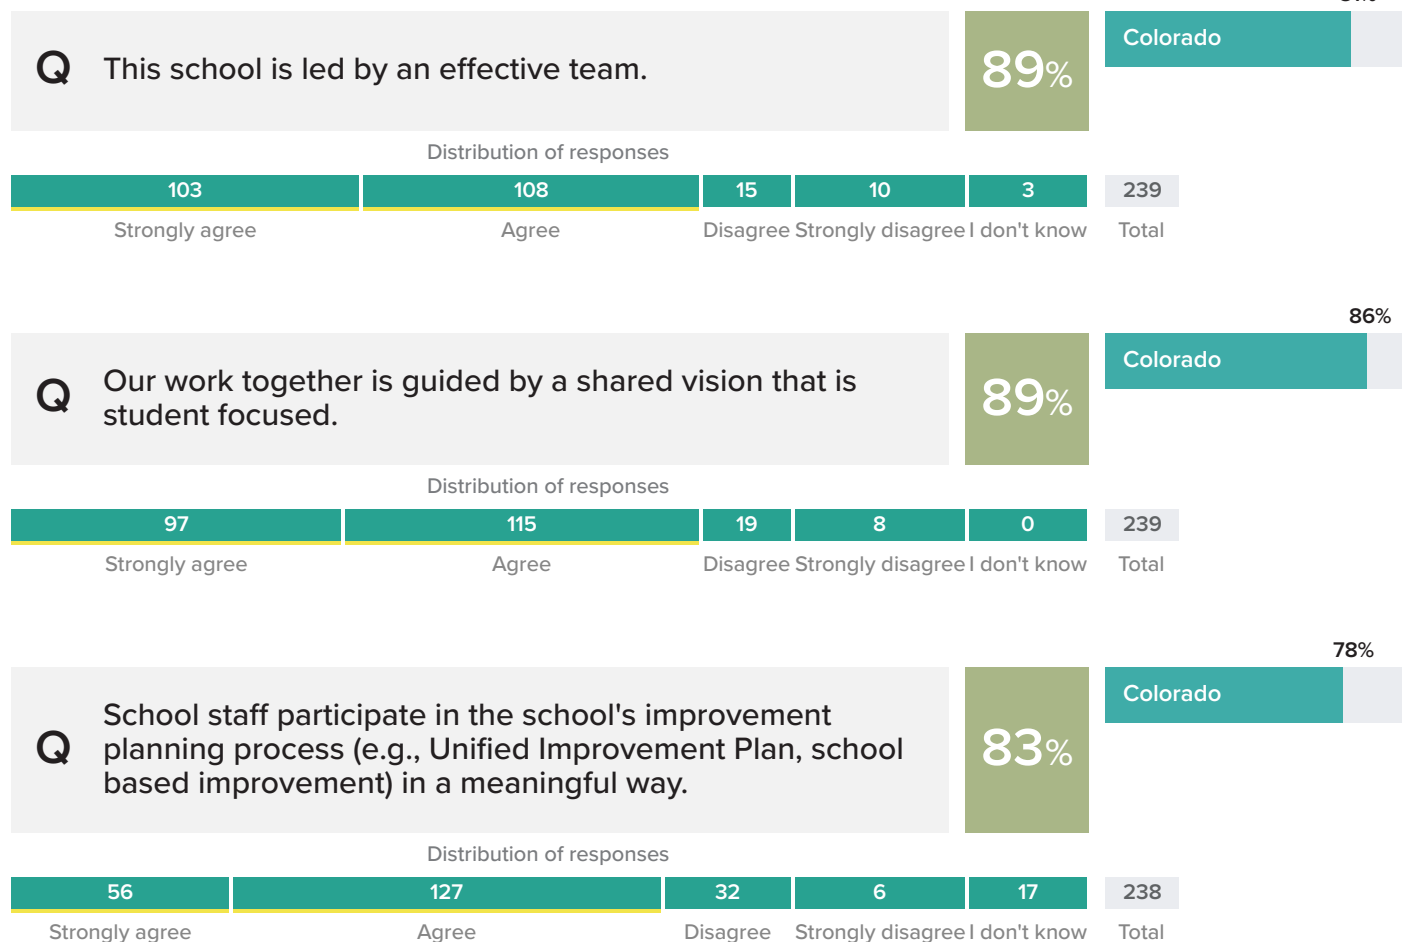 Colorado
Q This school is led by an effective team.
89%
Distribution of responses
103 108 15 10 3 239
Strongly agree Agree Disagree Strongly disagree I don't know Total
86%
Colorado
Q Our work together is guided by a shared vision that is
student focused.
89%
Distribution of responses
97 115 19 8 0 239
Strongly agree Agree Disagree Strongly disagree I don't know Total
78%
Colorado
School staff participate in the school's improvement
Q planning process (e.g., Unified Improvement Plan, school
based improvement) in a meaningful way.
83%
Distribution of responses
56 127 32 6 17 238
Strongly agree Agree Disagree Strongly disagree I don't know Total